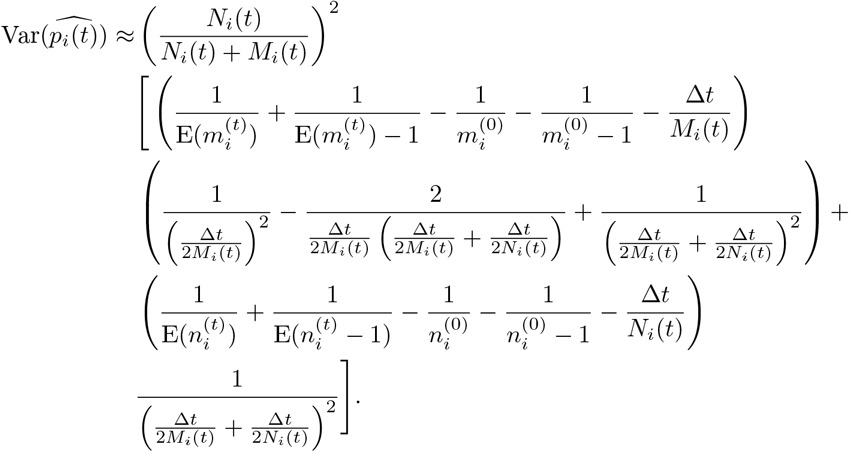 \operatorname{Var}(\widehat{p_i(t)}) \approx \left( \frac{N_i(t)}{N_i(t) + M_i(t)} \right)^2
\left[ \left( \frac{1}{\mathrm{E}(m_i^{(t)})} + \frac{1}{\mathrm{E}(m_i^{(t)}) - 1} - \frac{1}{m_i^{(0)}} - \frac{1}{m_i^{(0)} - 1} - \frac{\Delta t}{M_i(t)} \right) \right.
\left( \frac{1}{\left( \frac{\Delta t}{2M_i(t)} \right)^2} - \frac{2}{\frac{\Delta t}{2M_i(t)} \left( \frac{\Delta t}{2M_i(t)} + \frac{\Delta t}{2N_i(t)} \right)} + \frac{1}{\left( \frac{\Delta t}{2M_i(t)} + \frac{\Delta t}{2N_i(t)} \right)^2} \right) +
\left( \frac{1}{\mathrm{E}(n_i^{(t)})} + \frac{1}{\mathrm{E}(n_i^{(t)} - 1)} - \frac{1}{n_i^{(0)}} - \frac{1}{n_i^{(0)} - 1} - \frac{\Delta t}{N_i(t)} \right)
\left. \frac{1}{\left( \frac{\Delta t}{2M_i(t)} + \frac{\Delta t}{2N_i(t)} \right)^2} \right].